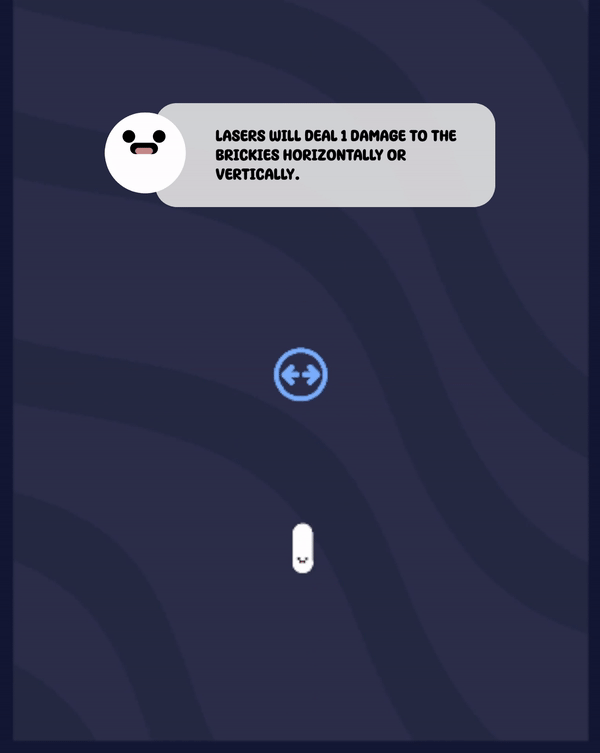 LASERS WILL DEAL 1 DAMAGE TO THE
BRICKIES HORIZONTALLY OR
VERTICALLY.